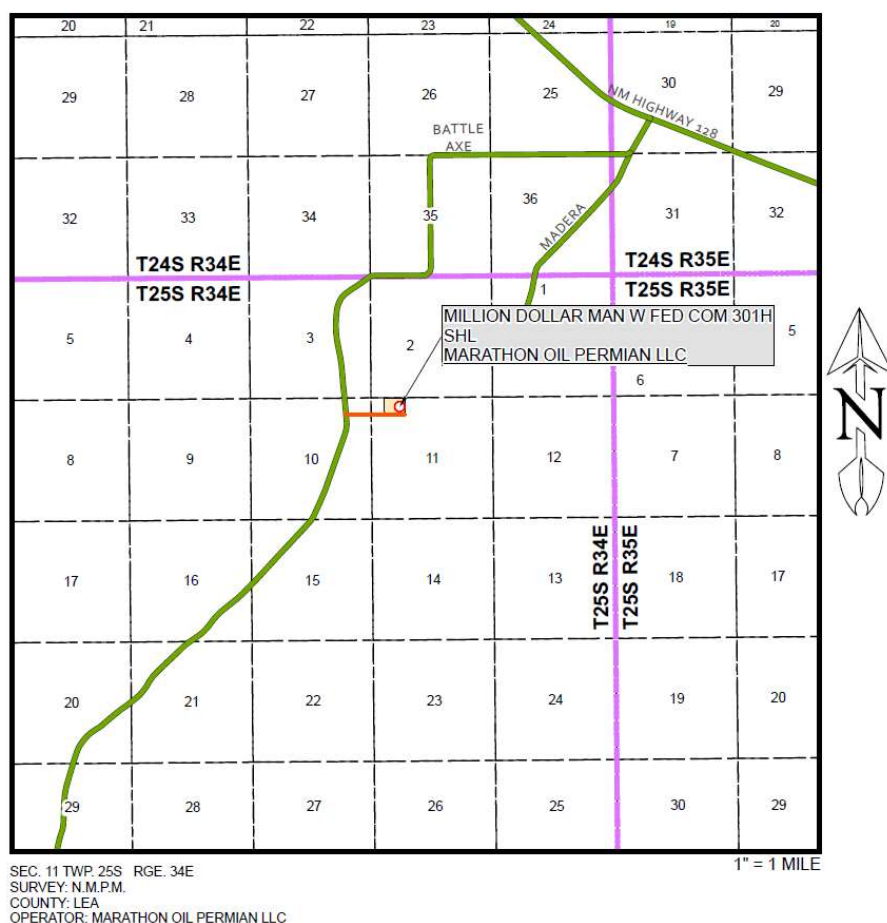 20 21 22 23 24 19 20
29 28 27 26 25 30 29
NM HIGHWAY 128
BATTLE
AXE
32 33 34 35 36 31 32
MADERA
T24S R34E T24S R35E
T25S R34E T25S R35E
5 4 3 2 1 6 5
MILLION DOLLAR MAN W FED COM 301H
SHL
MARATHON OIL PERMIAN LLC
N
8 9 10 11 12 7 8
T25S R34E
T25S R35E
17 16 15 14 13 18 17
20 21 22 23 24 19 20
29 28 27 26 25 30 29
1" = 1 MILE
SEC. 11 TWP. 25S RGE. 34E
SURVEY: N.M.P.M.
COUNTY: LEA
OPERATOR: MARATHON OIL PERMIAN LLC